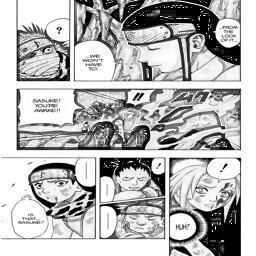 FROM
THE LOOK
OF IT...
...WE
WON'T
HAVE
TO.
?
SASUKE!
YOU'RE
AWAKE!!
!!
!
HUH?
!
IS
THAT...
SASUKE?